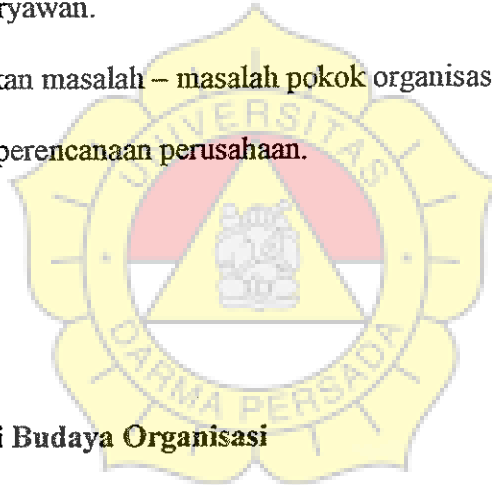 ryawan.
kan masalah – masalah pokok organisas
perencanaan perusahaan.
UNIVERSITAS
DARMA PERSADA
i Budaya Organisasi